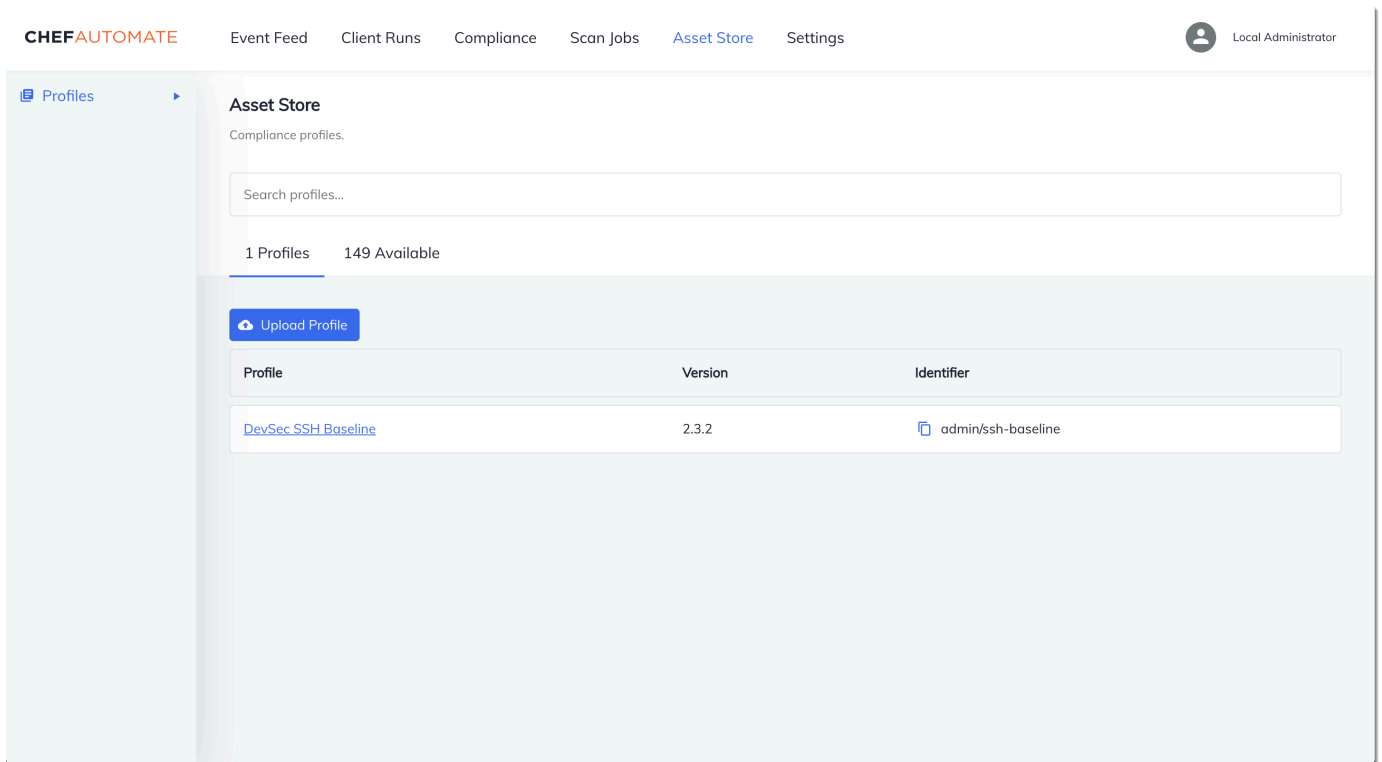 CHEFAUTOMATE Event Feed Client Runs Compliance Scan Jobs Asset Store Settings Local Administrator
Profiles
Asset Store
Compliance profiles.
Search profiles...
1 Profiles 149 Available
Upload Profile
Profile Version Identifier
DevSec SSH Baseline 2.3.2 admin/ssh-baseline